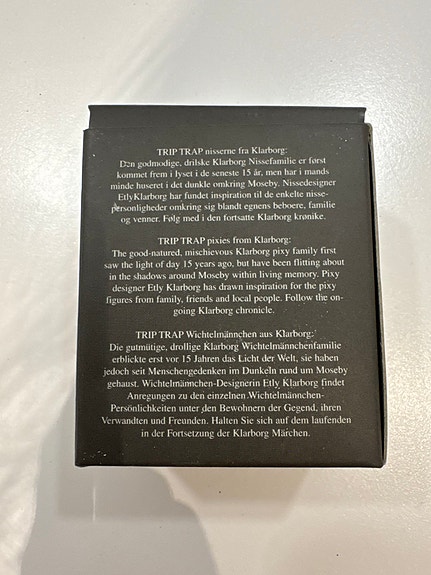 TRIP TRAP nisserne fra Klarborg:
Den godmodige, drilske Klarborg Nissefamilie er først
kommet frem i lyset i de seneste 15 år, men har i mands
minde huseret i det dunkle omkring Moseby. Nissedesigner
EtlyKlarborg har fundet inspiration til de enkelte nisse-
personligheder omkring sig blandt egnens beboere, familie
og venner. Følg med i den fortsatte Klarborg krønike.
TRIP TRAP pixies from Klarborg:
The good-natured, mischievous Klarborg pixy family first
saw the light of day 15 years ago, but have been flitting about
in the shadows around Moseby within living memory. Pixy
designer Etly Klarborg has drawn inspiration for the pixy
figures from family, friends and local people. Follow the on-
going Klarborg chronicle.
TRIP TRAP Wichtelmännchen aus Klarborg:
Die gutmütige, drollige Klarborg Wichtelmännchenfamilie
erblickte erst vor 15 Jahren das Licht der Welt, sie haben
jedoch seit Menschengedenken im Dunkeln rund um Moseby
gehaust. Wichtelmännchen-Designerin Etly Klarborg findet
Anregungen zu den einzelnen Wichtelmännchen-
Persönlichkeiten unter den Bewohnern der Gegend, ihren
Verwandten und Freunden. Halten Sie sich auf dem laufenden
in der Fortsetzung der Klarborg Märchen.